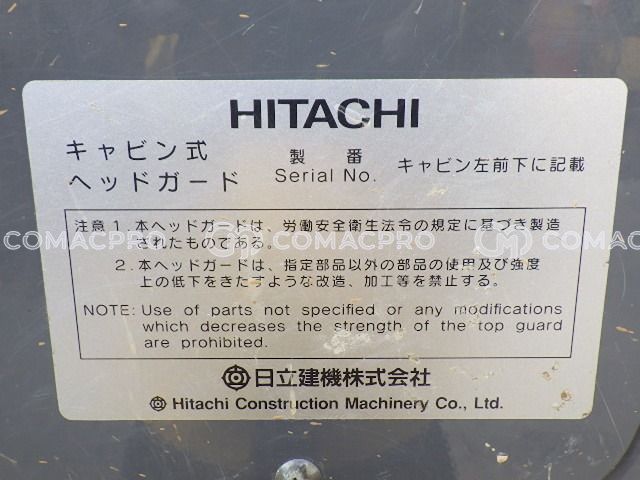 HITACHI
キャビン式
ヘッドガード
製番
Serial No.
キャビン左前下に記載
注意 1. 本ヘッドガードは、労働安全衛生法令の規定に基づき製造
されたものである。
2. 本ヘッドガードは、指定部品以外の部品の使用及び強度
上の低下をきたすような改造、加工等を禁止する。
NOTE: Use of parts not specified or any modifications
which decreases the strength of the top guard
are prohibited.
日立建機株式会社
Hitachi Construction Machinery Co., Ltd.
COMACPRO COMACPRO COMACPRO